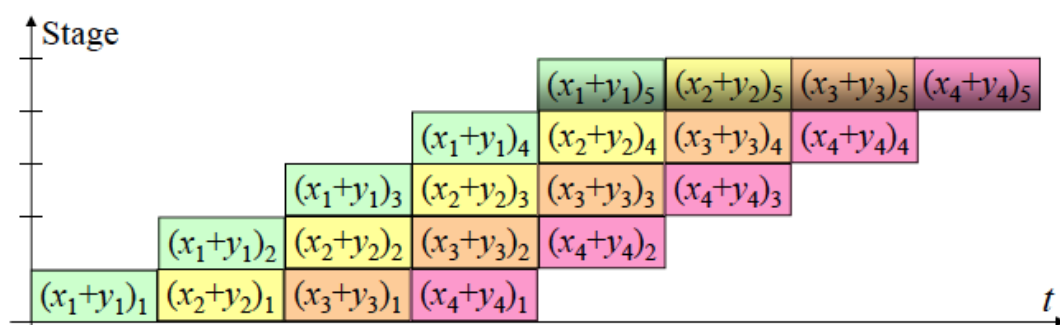 Stage
(x₁+y₁)₅ (x₂+y₂)₅ (x₃+y₃)₅ (x₄+y₄)₅
(x₁+y₁)₄ (x₂+y₂)₄ (x₃+y₃)₄ (x₄+y₄)₄
(x₁+y₁)₃ (x₂+y₂)₃ (x₃+y₃)₃ (x₄+y₄)₃
(x₁+y₁)₂ (x₂+y₂)₂ (x₃+y₃)₂ (x₄+y₄)₂
(x₁+y₁)₁ (x₂+y₂)₁ (x₃+y₃)₁ (x₄+y₄)₁
t